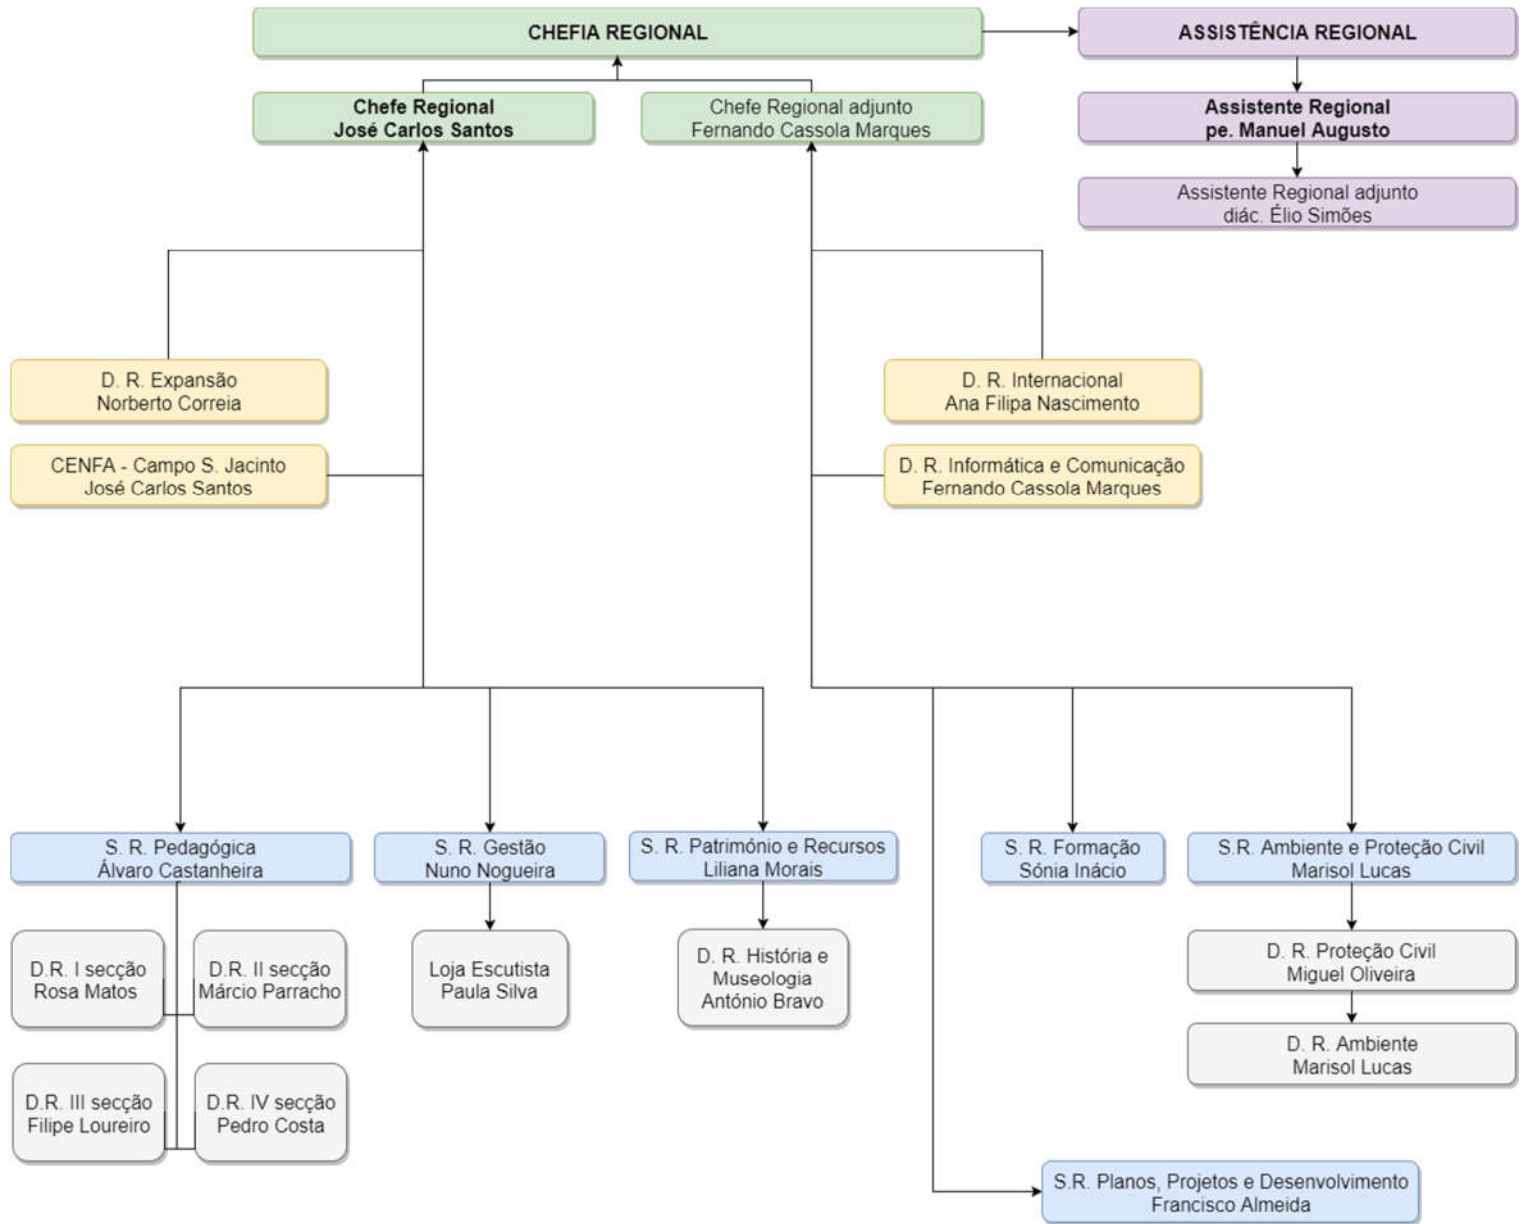 CHEFIA REGIONAL
ASSISTÊNCIA REGIONAL
Chefe Regional
José Carlos Santos
Chefe Regional adjunto
Fernando Cassola Marques
Assistente Regional
pe. Manuel Augusto
Assistente Regional adjunto
diác. Élio Simões
D. R. Expansão
Norberto Correia
D. R. Internacional
Ana Filipa Nascimento
CENFA - Campo S. Jacinto
José Carlos Santos
D. R. Informática e Comunicação
Fernando Cassola Marques
S. R. Pedagógica
Álvaro Castanheira
S. R. Gestão
Nuno Nogueira
S. R. Património e Recursos
Liliana Morais
S. R. Formação
Sónia Inácio
S.R. Ambiente e Proteção Civil
Marisol Lucas
D.R. I secção
Rosa Matos
D.R. II secção
Márcio Parracho
Loja Escutista
Paula Silva
D. R. História e
Museologia
António Bravo
D. R. Proteção Civil
Miguel Oliveira
D. R. Ambiente
Marisol Lucas
D.R. III secção
Filipe Loureiro
D.R. IV secção
Pedro Costa
S.R. Planos, Projetos e Desenvolvimento
Francisco Almeida